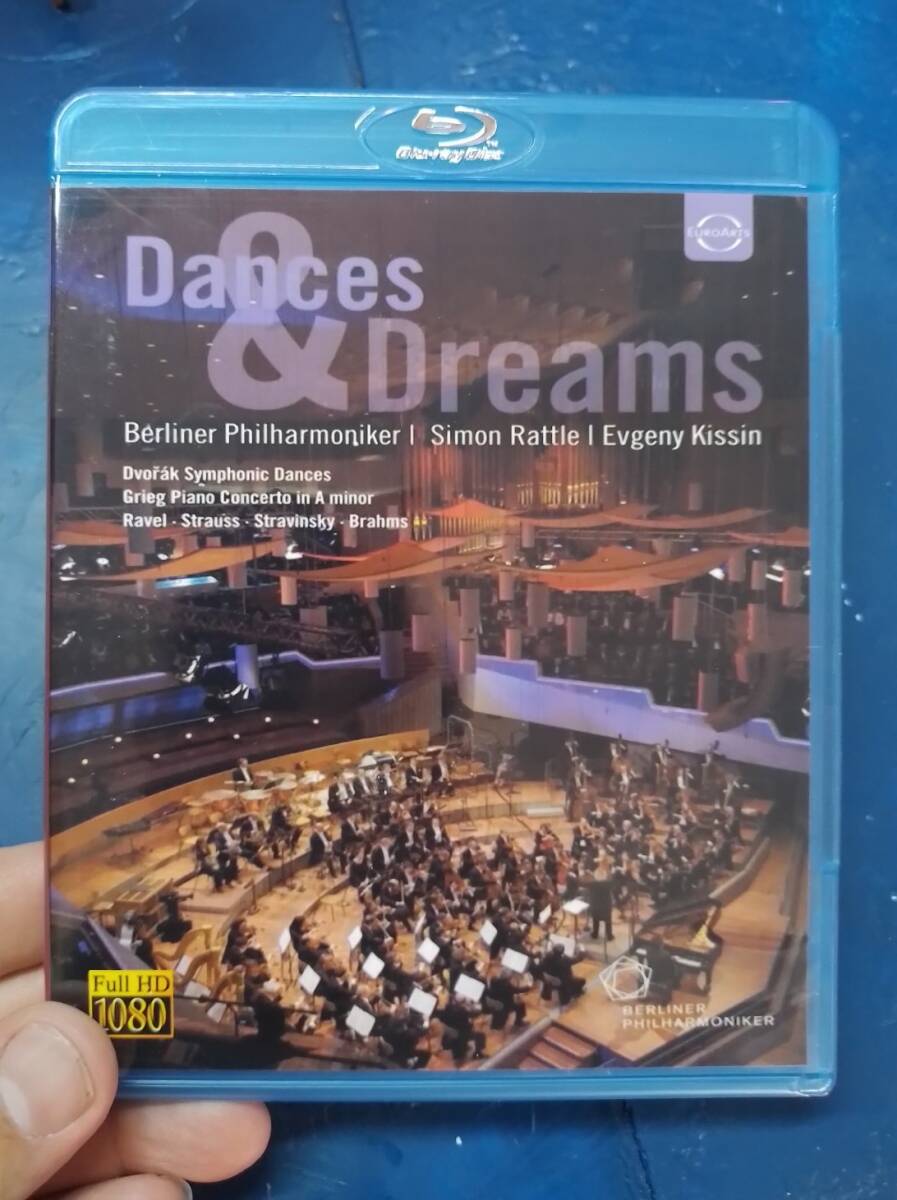 Blu-ray Disc™
EUROARTS
Dances
&
Dreams
Berliner Philharmoniker | Simon Rattle | Evgeny Kissin
Dvořák Symphonic Dances
Grieg Piano Concerto in A minor
Ravel · Strauss · Stravinsky · Brahms
Full HD
1080
BERLINER
PHILHARMONIKER